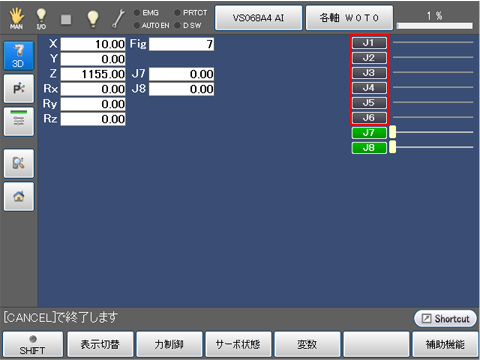 MAN I/O AUTO EN EMG PRTCT D SW VS068A4 AI 各軸 W 0 T 0 1 %
3D
X 10.00 Fig 7 J1
Y 0.00 J2
Z 1155.00 J7 0.00 J3
Rx 0.00 J8 0.00 J4
Ry 0.00 J5
Rz 0.00 J6
J7
J8
[CANCEL]で終了します Shortcut
SHIFT 表示切替 力制御 サーボ状態 変数 補助機能